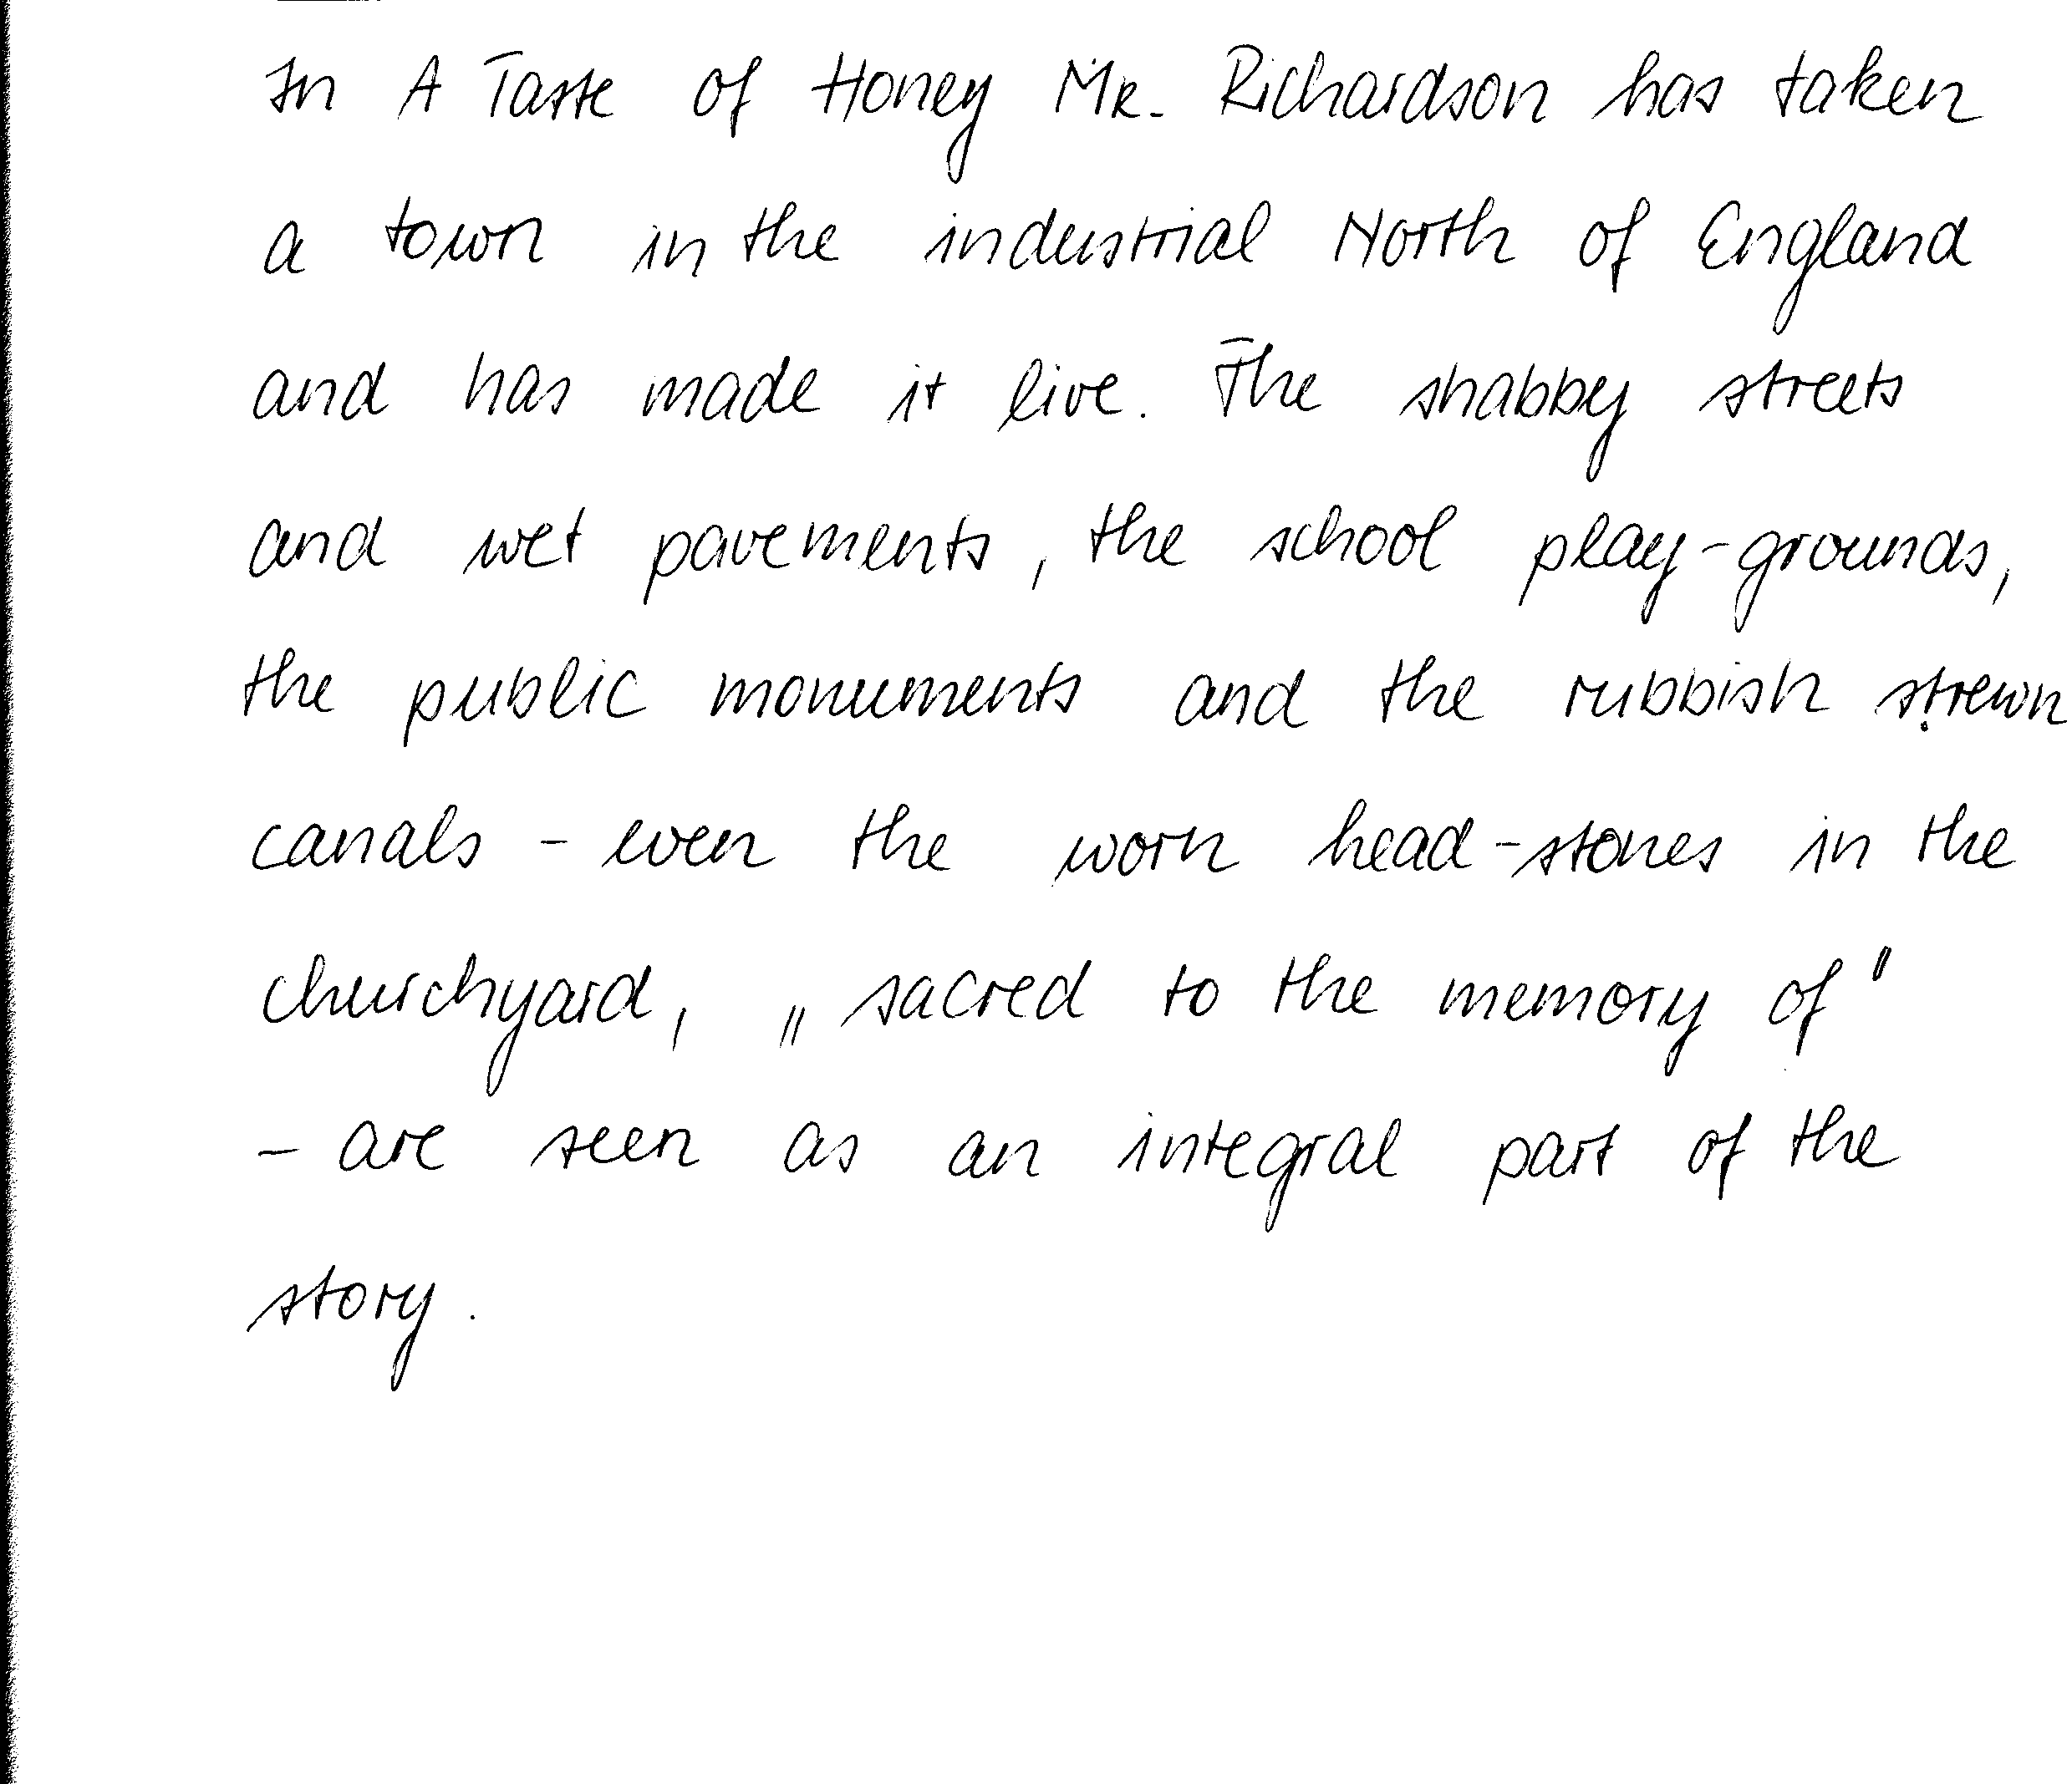 In A Taste of Honey Mr. Richardson has taken
a town in the industrial North of England
and has made it live. The shabby streets
and wet pavements, the school play-grounds,
the public monuments and the rubbish strewn
canals - even the worn head-stones in the
churchyard, „sacred to the memory of"
- are seen as an integral part of the
story.